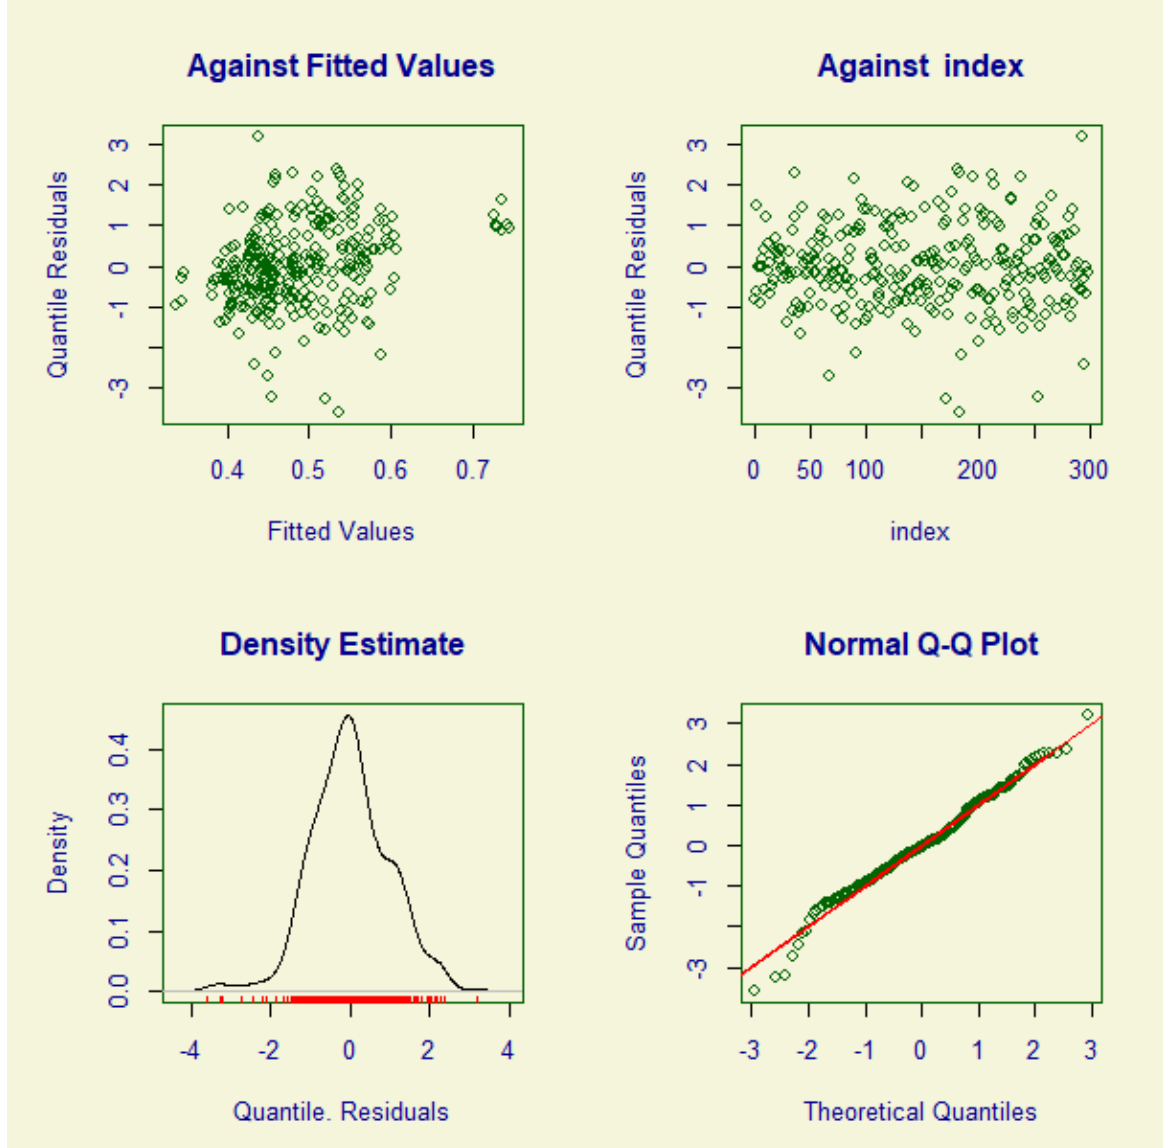 Against Fitted Values
Quantile Residuals
3
2
1
0
-1
-3
0.4 0.5 0.6 0.7
Fitted Values
Against index
Quantile Residuals
3
2
1
0
-1
-3
0 50 100 200 300
index
Density Estimate
Density
0.4
0.3
0.2
0.1
0.0
-4 -2 0 2 4
Quantile. Residuals
Normal Q-Q Plot
Sample Quantiles
3
2
1
0
-1
-3
-3 -2 -1 0 1 2 3
Theoretical Quantiles